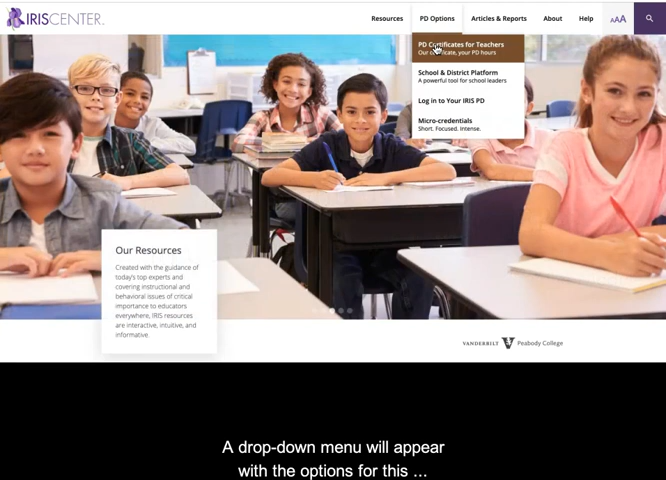 IRISCENTER
Resources PD Options Articles & Reports About Help AAA
PD Certificates for Teachers
Our certificate, your PD hours
School & District Platform
A powerful tool for school leaders
Log in to Your IRIS PD
Micro-credentials
Short. Focused. Intense.
Our Resources
Created with the guidance of
today's top experts and
covering instructional and
behavioral issues of critical
importance to educators
everywhere, IRIS resources
are interactive, intuitive, and
informative.
VANDERBILT V Peabody College
A drop-down menu will appear
with the options for this ...